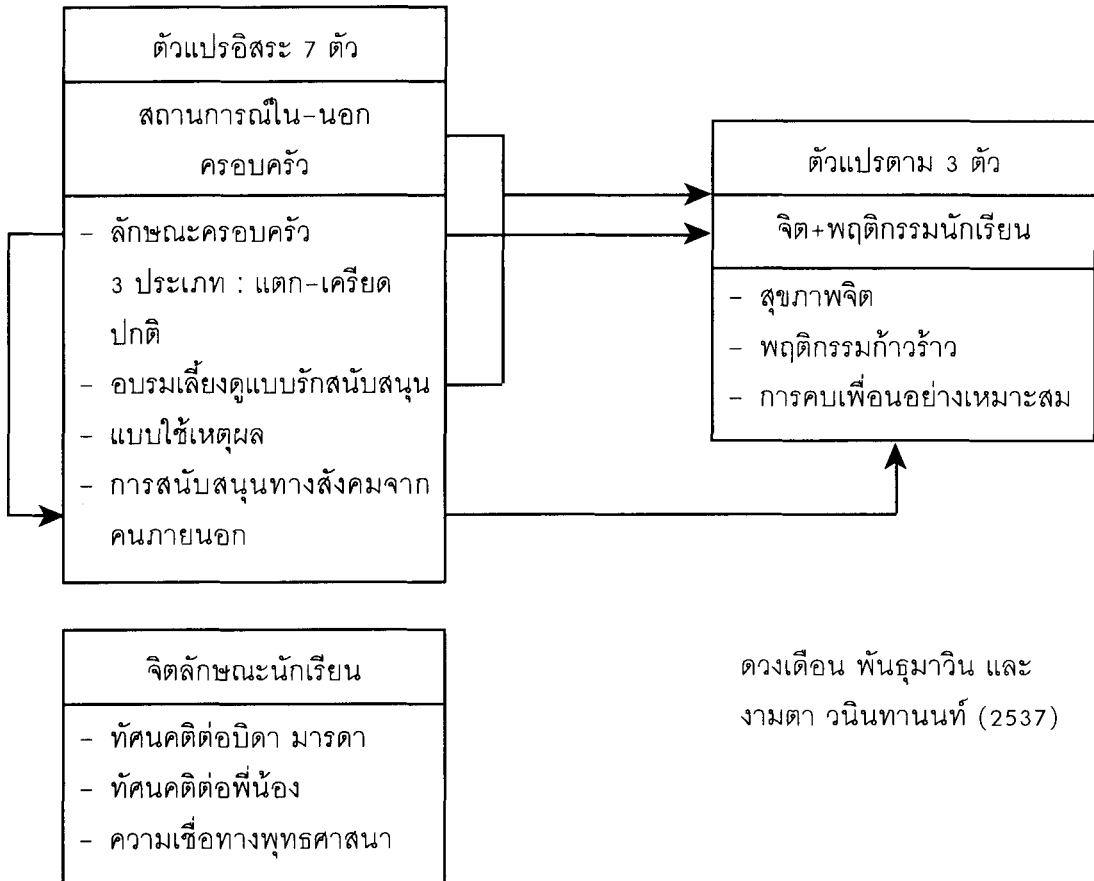 ตัวแปรอิสระ 7 ตัว
สถานการณ์ใน-นอก
ครอบครัว
- ลักษณะครอบครัว
3 ประเภท : แตก-เครียด
ปกติ
- อบรมเลี้ยงดูแบบรักสนับสนุน
- แบบใช้เหตุผล
- การสนับสนุนทางสังคมจาก
คนภายนอก
ตัวแปรตาม 3 ตัว
จิต+พฤติกรรมนักเรียน
- สุขภาพจิต
- พฤติกรรมก้าวร้าว
- การคบเพื่อนอย่างเหมาะสม
จิตลักษณะนักเรียน
- ทัศนคติต่อบิดา มารดา
- ทัศนคติต่อพี่น้อง
- ความเชื่อทางพุทธศาสนา
ดวงเดือน พันธุมาวิน และ
งามตา วนินทานนท์ (2537)